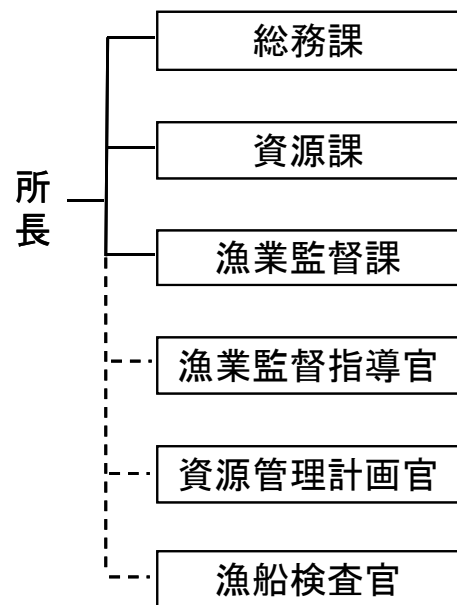 所長
総務課
資源課
漁業監督課
漁業監督指導官
資源管理計画官
漁船検査官